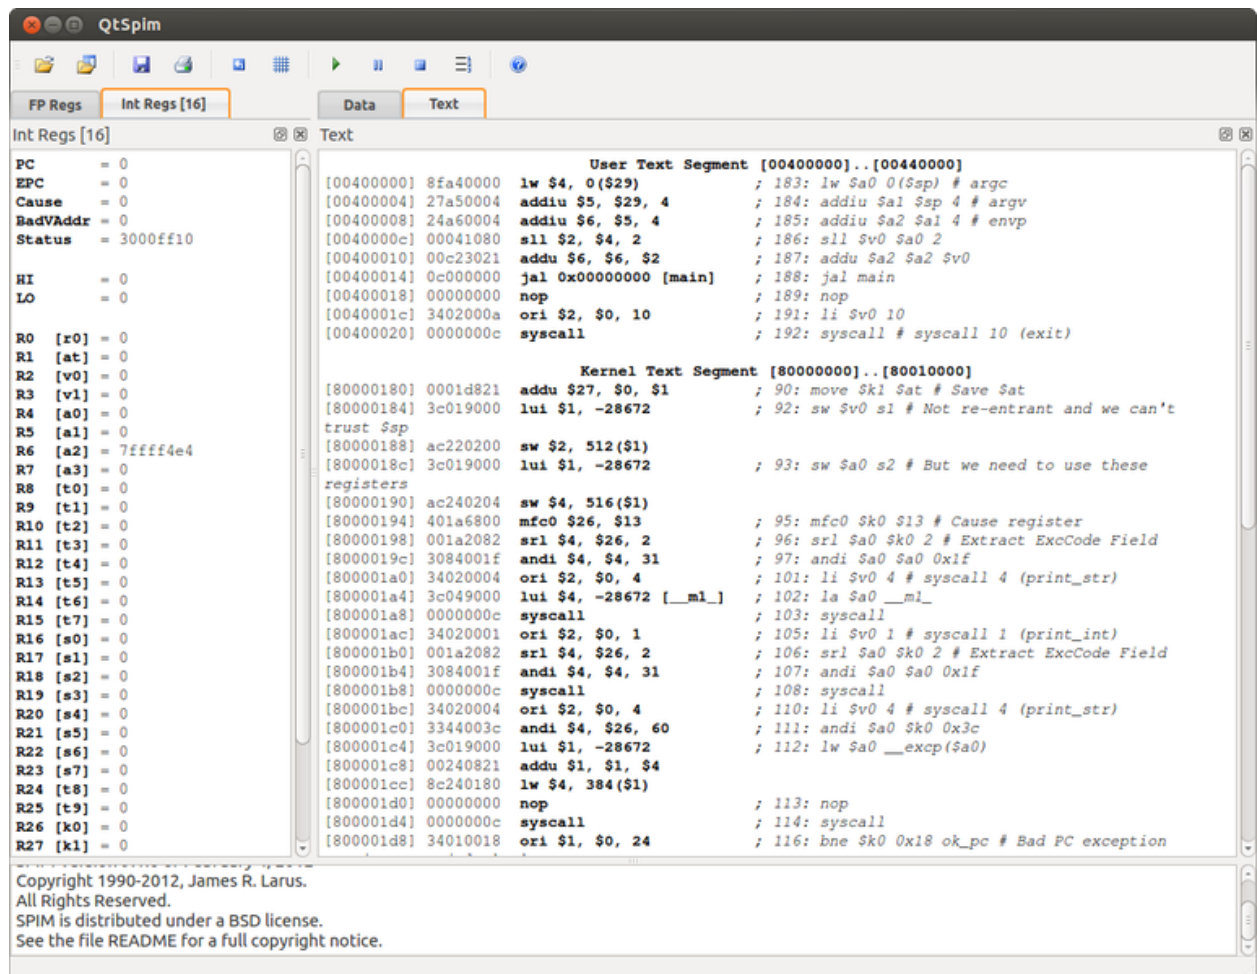 QtSpim
FP Regs
Int Regs [16]
Data
Text
Int Regs [16]
PC = 0
EPC = 0
Cause = 0
BadVAddr = 0
Status = 3000ff10
HI = 0
LO = 0
R0 [r0] = 0
R1 [at] = 0
R2 [v0] = 0
R3 [v1] = 0
R4 [a0] = 0
R5 [a1] = 0
R6 [a2] = 7ffff4e4
R7 [a3] = 0
R8 [t0] = 0
R9 [t1] = 0
R10 [t2] = 0
R11 [t3] = 0
R12 [t4] = 0
R13 [t5] = 0
R14 [t6] = 0
R15 [t7] = 0
R16 [s0] = 0
R17 [s1] = 0
R18 [s2] = 0
R19 [s3] = 0
R20 [s4] = 0
R21 [s5] = 0
R22 [s6] = 0
R23 [s7] = 0
R24 [t8] = 0
R25 [t9] = 0
R26 [k0] = 0
R27 [k1] = 0
Text
User Text Segment [00400000]..[00440000]
[00400000] 8fa40000 lw $4, 0($29) ; 183: lw $a0 0($sp) # argc
[00400004] 27a50004 addiu $5, $29, 4 ; 184: addiu $a1 $sp 4 # argv
[00400008] 24a60004 addiu $6, $5, 4 ; 185: addiu $a2 $a1 4 # envp
[0040000c] 00041080 sll $2, $4, 2 ; 186: sll $v0 $a0 2
[00400010] 00c23021 addu $6, $6, $2 ; 187: addu $a2 $a2 $v0
[00400014] 0c000000 jal 0x00000000 [main] ; 188: jal main
[00400018] 00000000 nop ; 189: nop
[0040001c] 3402000a ori $2, $0, 10 ; 191: li $v0 10
[00400020] 0000000c syscall ; 192: syscall # syscall 10 (exit)
Kernel Text Segment [80000000]..[80010000]
[80000180] 0001d821 addu $27, $0, $1 ; 90: move $k1 $at # Save $at
[80000184] 3c019000 lui $1, -28672 ; 92: sw $v0 s1 # Not re-entrant and we can't
trust $sp
[80000188] ac220200 sw $2, 512($1)
[8000018c] 3c019000 lui $1, -28672 ; 93: sw $a0 s2 # But we need to use these
registers
[80000190] ac240204 sw $4, 516($1)
[80000194] 401a6800 mfc0 $26, $13 ; 95: mfc0 $k0 $13 # Cause register
[80000198] 001a2082 srl $4, $26, 2 ; 96: srl $a0 $k0 2 # Extract ExcCode Field
[8000019c] 3084001f andi $4, $4, 31 ; 97: andi $a0 $a0 0x1f
[800001a0] 34020004 ori $2, $0, 4 ; 101: li $v0 4 # syscall 4 (print_str)
[800001a4] 3c049000 lui $4, -28672 [__m1_] ; 102: la $a0 __m1_
[800001a8] 0000000c syscall ; 103: syscall
[800001ac] 34020001 ori $2, $0, 1 ; 105: li $v0 1 # syscall 1 (print_int)
[800001b0] 001a2082 srl $4, $26, 2 ; 106: srl $a0 $k0 2 # Extract ExcCode Field
[800001b4] 3084001f andi $4, $4, 31 ; 107: andi $a0 $a0 0x1f
[800001b8] 0000000c syscall ; 108: syscall
[800001bc] 34020004 ori $2, $0, 4 ; 110: li $v0 4 # syscall 4 (print_str)
[800001c0] 3344003c andi $4, $26, 60 ; 111: andi $a0 $k0 0x3c
[800001c4] 3c019000 lui $1, -28672 ; 112: lw $a0 __excp($a0)
[800001c8] 00240821 addu $1, $1, $4
[800001cc] 8c240180 lw $4, 384($1)
[800001d0] 00000000 nop ; 113: nop
[800001d4] 0000000c syscall ; 114: syscall
[800001d8] 34010018 ori $1, $0, 24 ; 116: bne $k0 0x18 ok_pc # Bad PC exception
Copyright 1990-2012, James R. Larus.
All Rights Reserved.
SPIM is distributed under a BSD license.
See the file README for a full copyright notice.